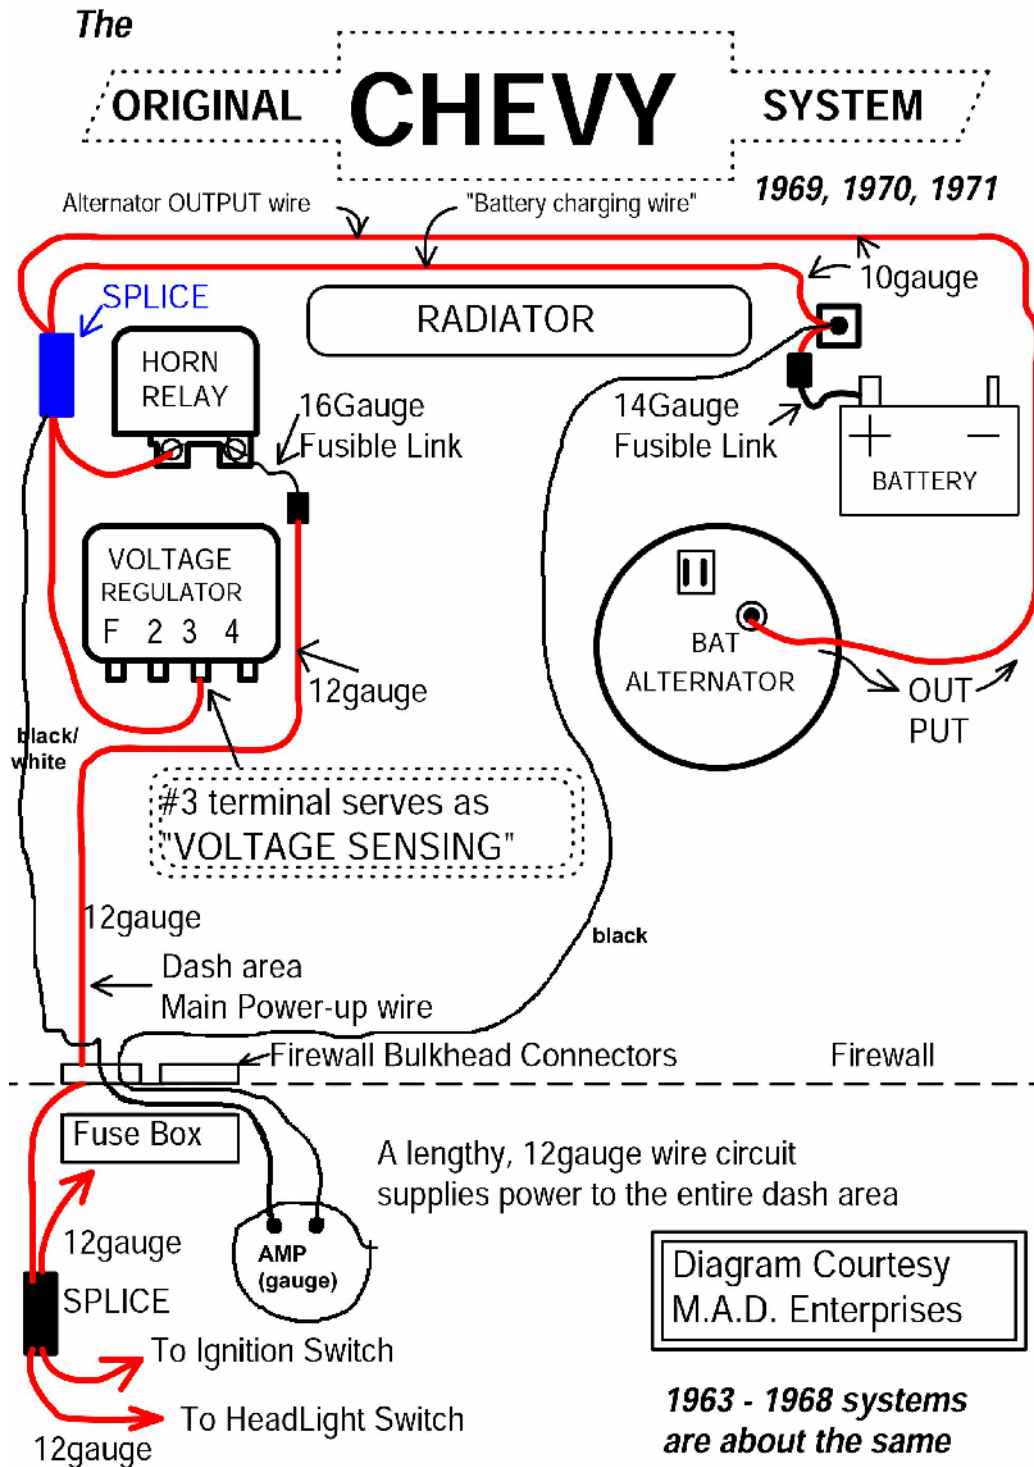 The
ORIGINAL CHEVY SYSTEM
1969, 1970, 1971
Alternator OUTPUT wire
"Battery charging wire"
10gauge
SPLICE
RADIATOR
HORN
RELAY
16Gauge
Fusible Link
14Gauge
Fusible Link
BATTERY
VOLTAGE
REGULATOR
F 2 3 4
BAT
ALTERNATOR
OUT
PUT
12gauge
black/
white
#3 terminal serves as
"VOLTAGE SENSING"
12gauge
black
Dash area
Main Power-up wire
Firewall Bulkhead Connectors
Firewall
Fuse Box
A lengthy, 12gauge wire circuit
supplies power to the entire dash area
12gauge
AMP
(gauge)
SPLICE
Diagram Courtesy
M.A.D. Enterprises
To Ignition Switch
To HeadLight Switch
12gauge
1963 - 1968 systems
are about the same